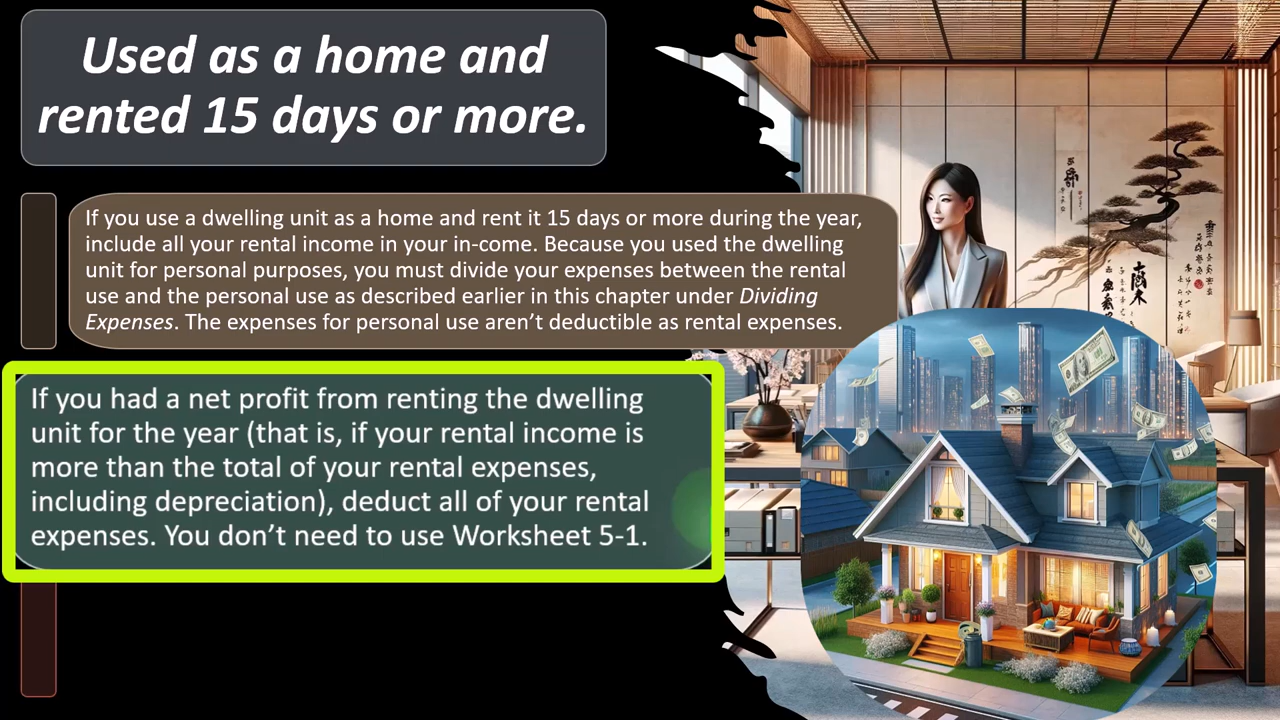 Used as a home and
rented 15 days or more.
If you use a dwelling unit as a home and rent it 15 days or more during the year,
include all your rental income in your in-cone. Because you used the dwelling
unit for personal purposes, you must divide your expenses between the rental
use and the personal use as described earlier in this chapter under Dividing
Expenses. The expenses for personal use aren’t deductible as rental expenses.
If you had a net profit from renting the dwelling
unit for the year (that is, if your rental income is
more than the total of your rental expenses,
including depreciation), deduct all of your rental
expenses. You don’t need to use Worksheet 5-1.